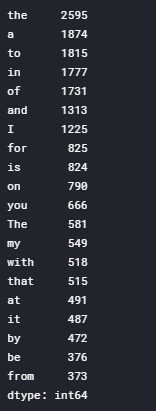 the 2595
a 1874
to 1815
in 1777
of 1731
and 1313
I 1225
for 825
is 824
on 790
you 666
The 581
my 549
with 518
that 515
at 491
it 487
by 472
be 376
from 373
dtype: int64